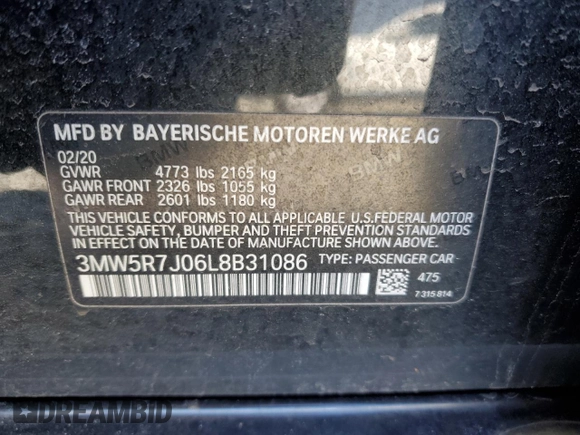 MFD BY BAYERISCHE MOTOREN WERKE AG
02/20
GVWR 4773 lbs 2165 kg
GAWR FRONT 2326 lbs 1055 kg
GAWR REAR 2601 lbs 1180 kg
THIS VEHICLE CONFORMS TO ALL APPLICABLE U.S.FEDERAL MOTOR
VEHICLE SAFETY, BUMPER AND THEFT PREVENTION STANDARDS
IN EFFECT ON THE DATE OF MANUFACTURE SHOWN ABOVE.
3MW5R7J06L8B31086 TYPE: PASSENGER CAR
475
7 315 814
DREAMBID